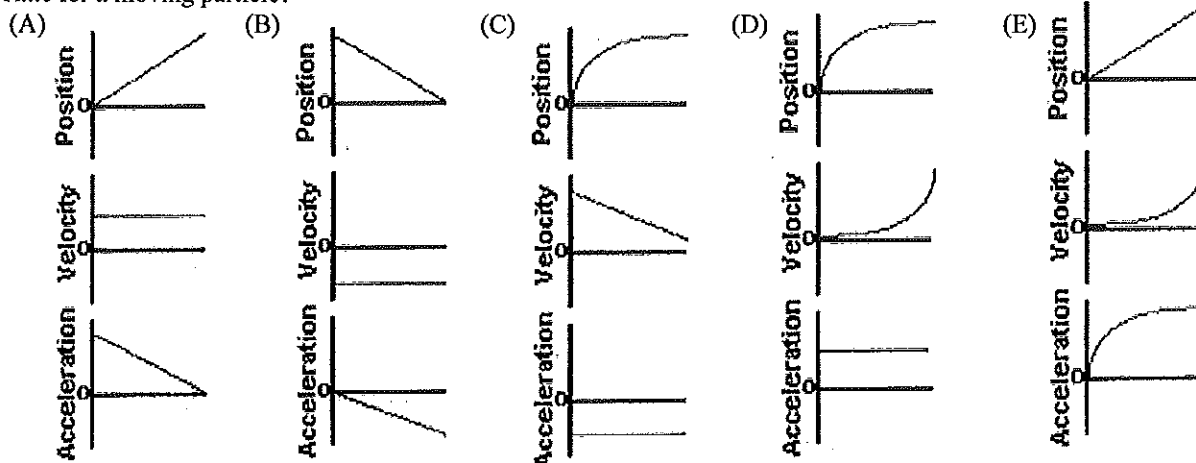 for a moving particle?
(A) (B) (C) (D) (E)
Position Position Position Position Position
0 0 0 0 0
Velocity Velocity Velocity Velocity Velocity
0 0 0 0 0
Acceleration Acceleration Acceleration Acceleration Acceleration
0 0 0 0 0